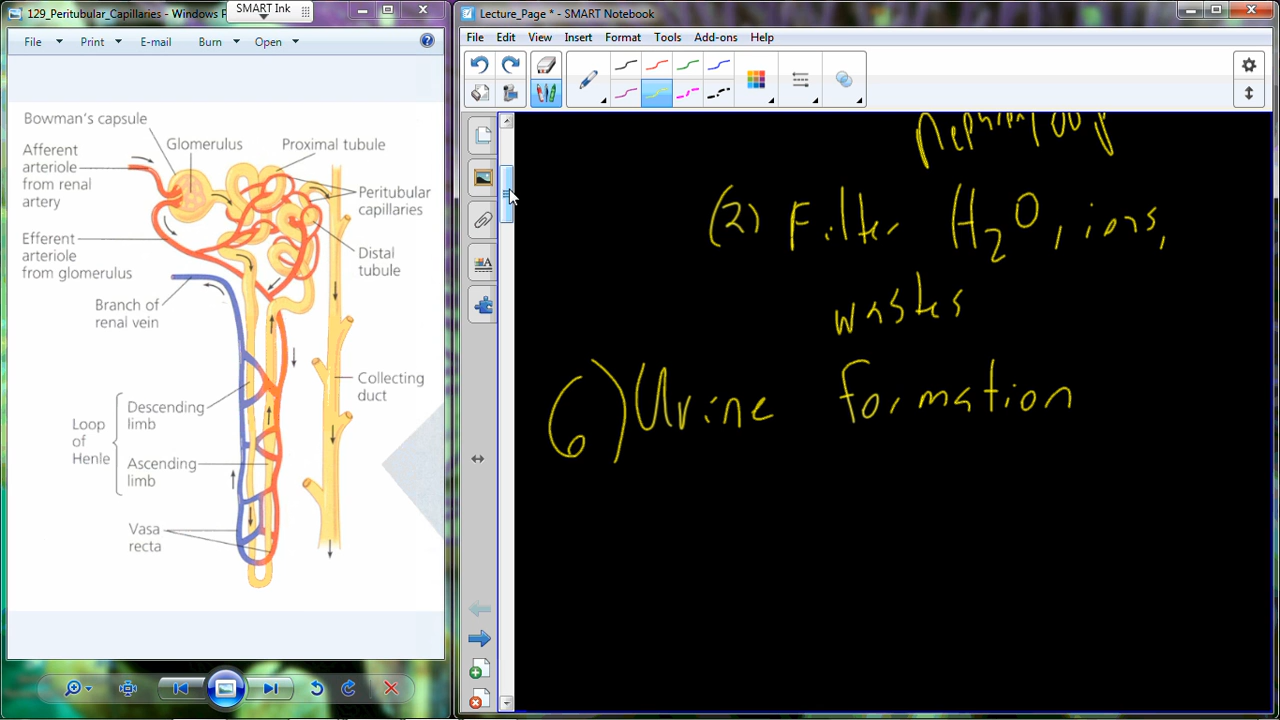 129_Peritubular_Capillaries - Windows P
SMART Ink
File Print E-mail Burn Open
Bowman's capsule
Glomerulus
Proximal tubule
Afferent
arteriole
from renal
artery
Peritubular
capillaries
Efferent
arteriole
from glomerulus
Distal
tubule
Branch of
renal vein
Collecting
duct
Descending
limb
Loop
of
Henle
Ascending
limb
Vasa
recta
Lecture_Page * - SMART Notebook
File Edit View Insert Format Tools Add-ons Help
(2) Filter H2O, ions,
wastes
6) Urine formation